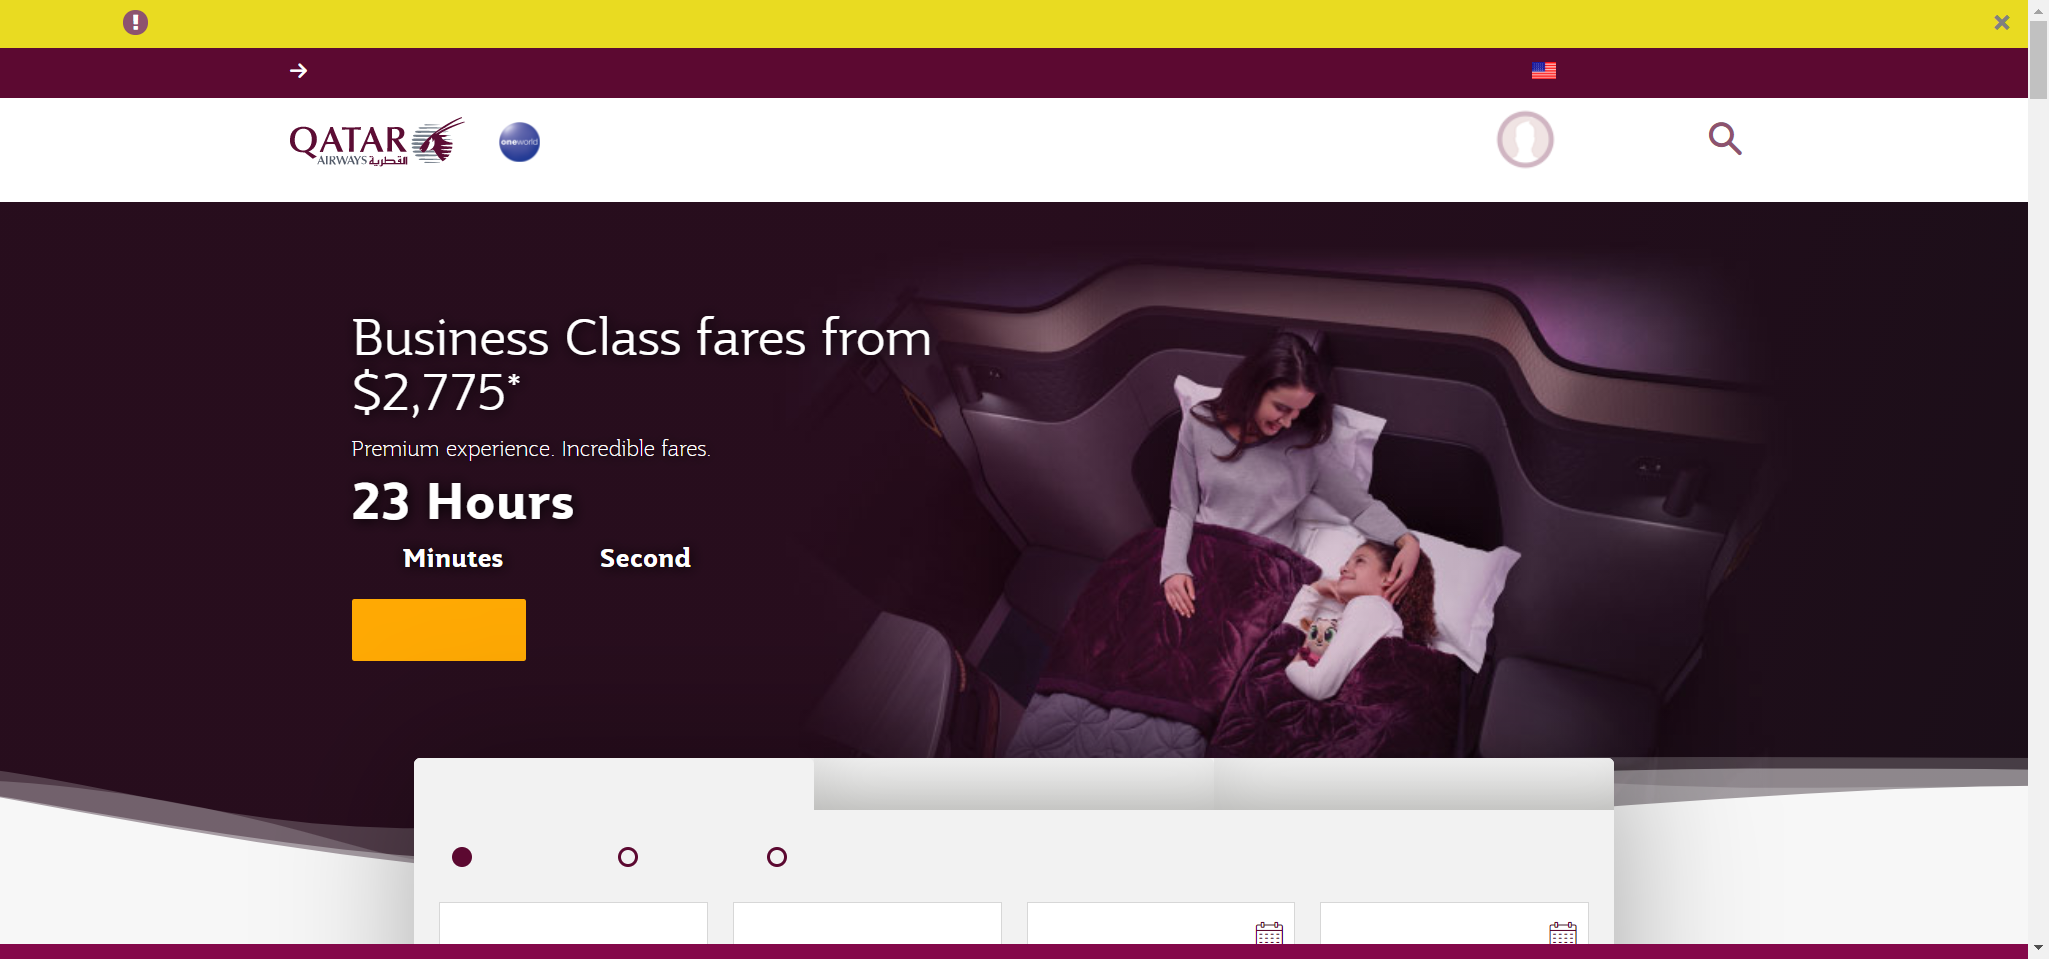 QATAR
AIRWAYS القطرية
oneworld
Business Class fares from
$2,775*
Premium experience. Incredible fares.
23 Hours
Minutes Second